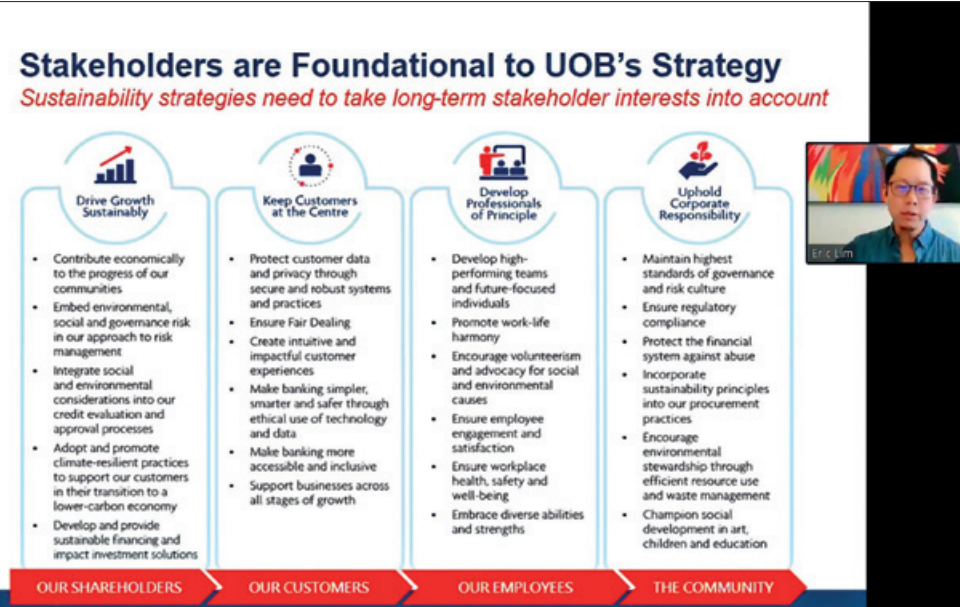 Stakeholders are Foundational to UOB's Strategy
Sustainability strategies need to take long-term stakeholder interests into account
Drive Growth
Sustainably
• Contribute economically
to the progress of our
communities
• Embed environmental,
social and governance risk
in our approach to risk
management
• Integrate social
and environmental
considerations into our
credit evaluation and
approval processes
• Adopt and promote
climate-resilient practices
to support our customers
in their transition to a
lower-carbon economy
• Develop and provide
sustainable financing and
impact investment solutions
OUR SHAREHOLDERS
Keep Customers
at the Centre
• Protect customer data
and privacy through
secure and robust systems
and practices
• Ensure Fair Dealing
• Create intuitive and
impactful customer
experiences
• Make banking simpler,
smarter and safer through
ethical use of technology
and data
• Make banking more
accessible and inclusive
• Support businesses across
all stages of growth
OUR CUSTOMERS
Develop
Professionals
of Principle
• Develop high-
performing teams
and future-focused
individuals
• Promote work-life
harmony
• Encourage volunteerism
and advocacy for social
and environmental
causes
• Ensure employee
engagement and
satisfaction
• Ensure workplace
health, safety and
well-being
• Embrace diverse abilities
and strengths
OUR EMPLOYEES
Uphold
Corporate
Responsibility
• Maintain highest
standards of governance
and risk culture
• Ensure regulatory
compliance
• Protect the financial
system against abuse
• Incorporate
sustainability principles
into our procurement
practices
• Encourage
environmental
stewardship through
efficient resource use
and waste management
• Champion social
development in art,
children and education
THE COMMUNITY
Eric Lim